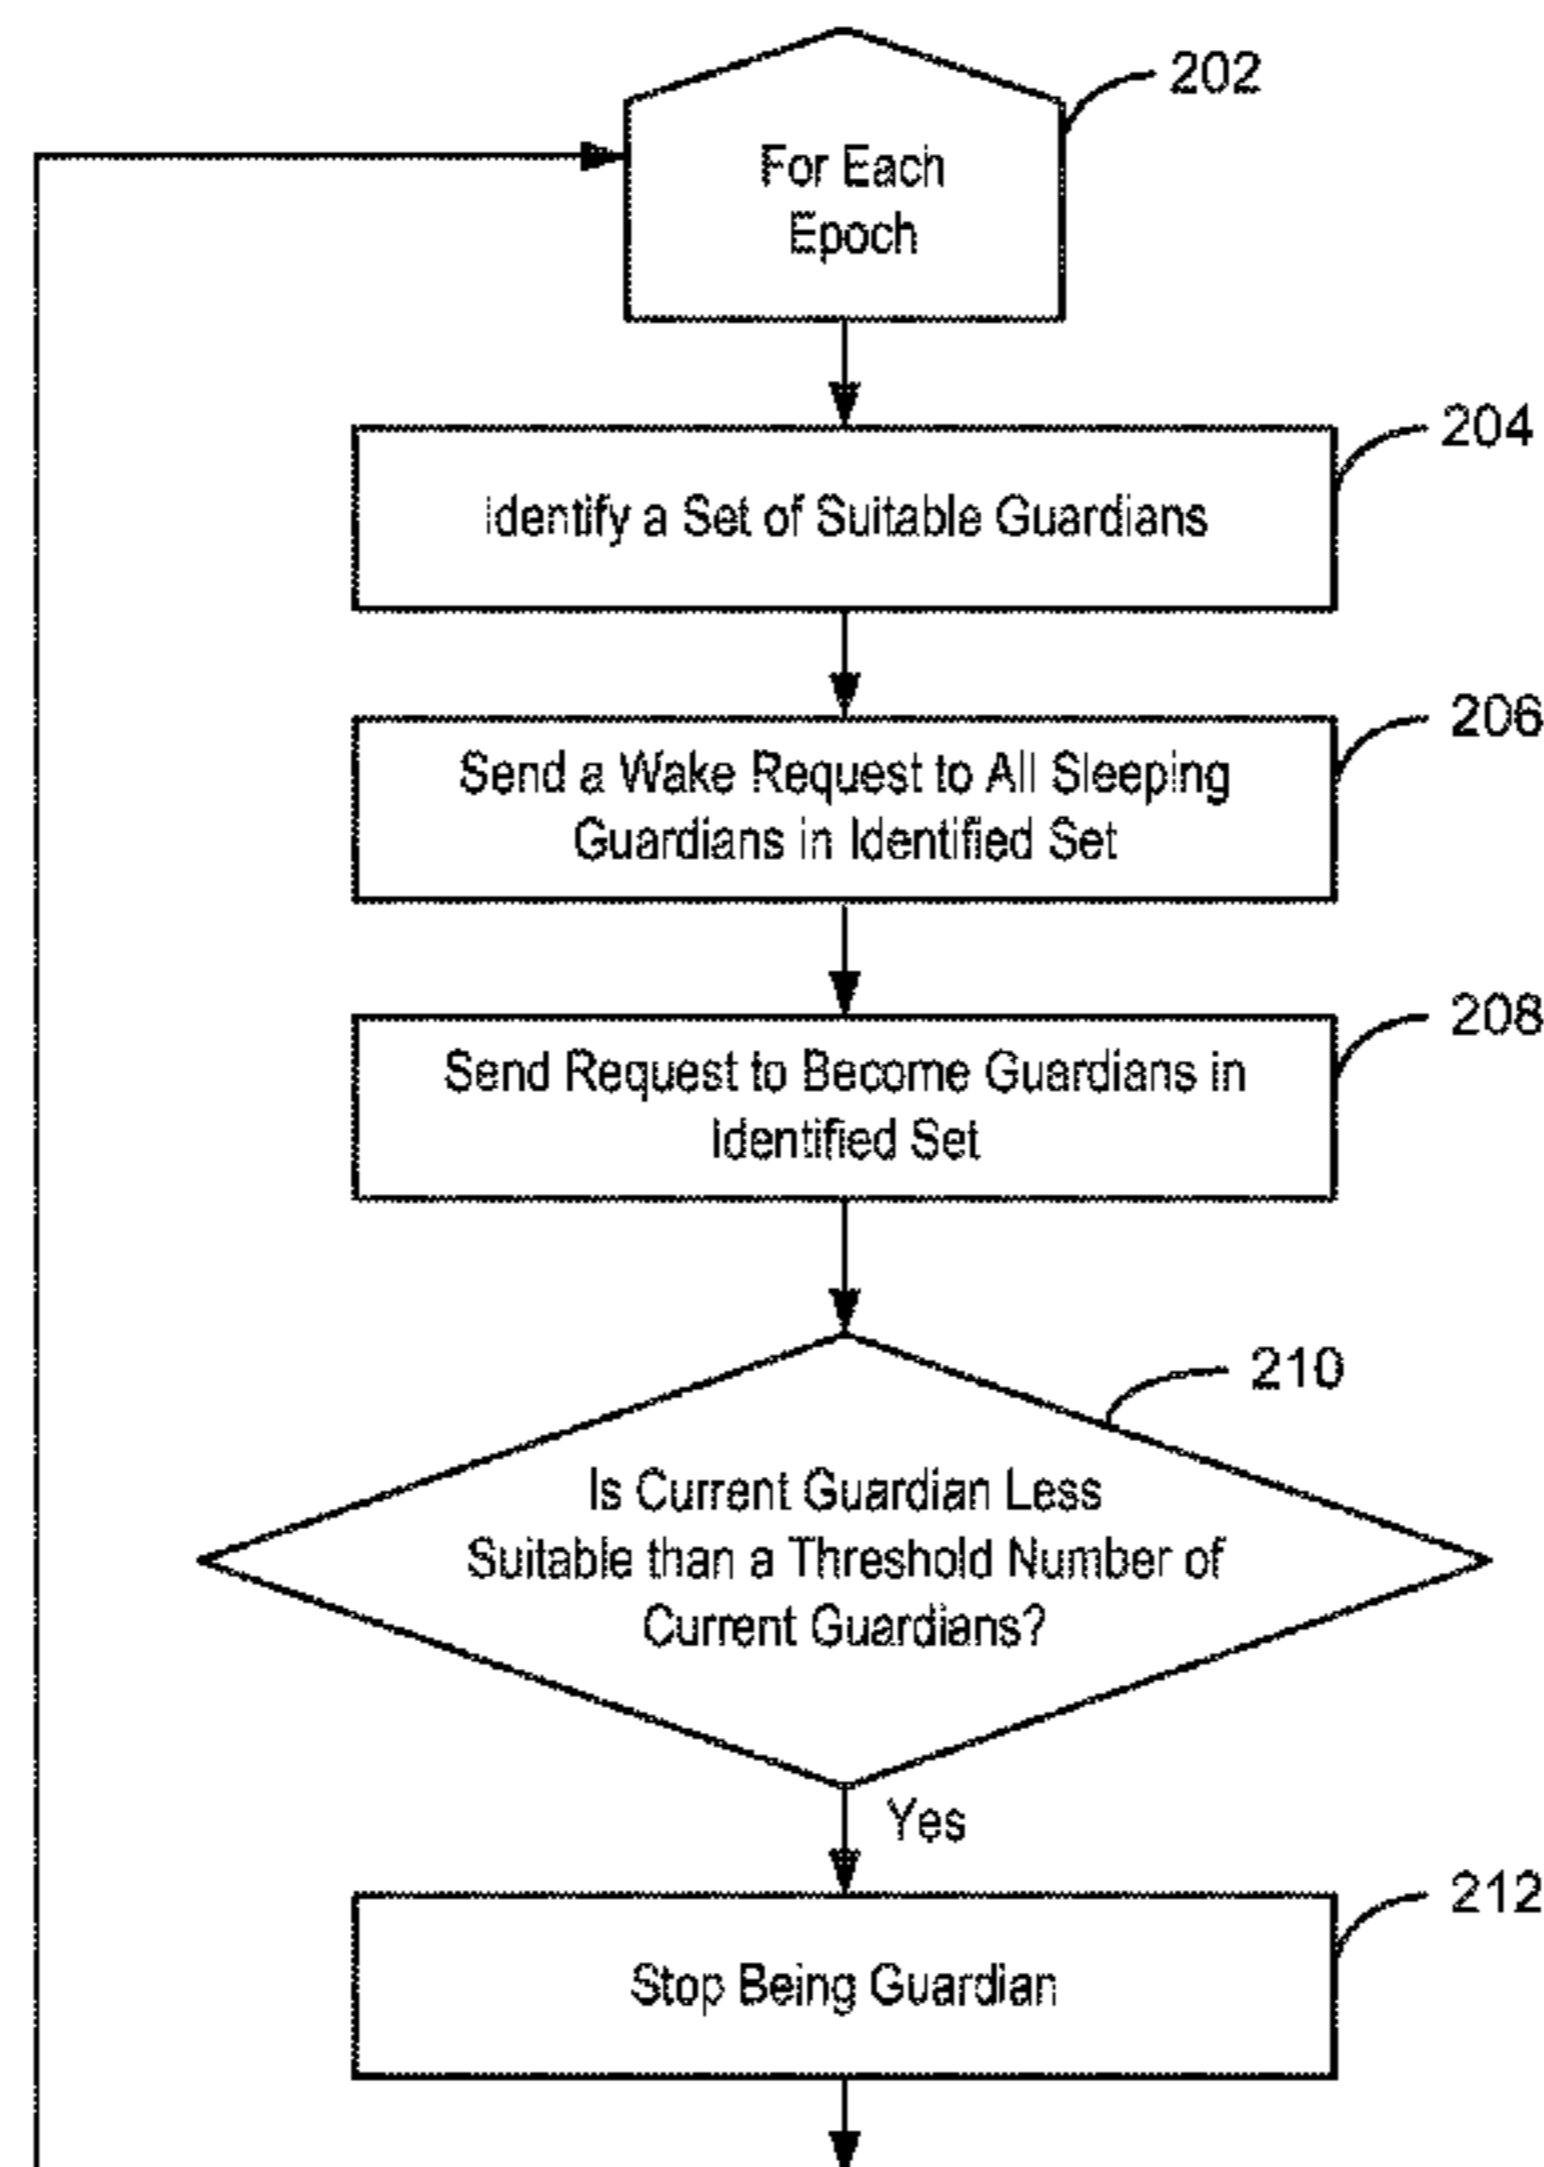 202
For Each
Epoch
204
Identify a Set of Suitable Guardians
206
Send a Wake Request to All Sleeping
Guardians in Identified Set
208
Send Request to Become Guardians in
Identified Set
210
Is Current Guardian Less
Suitable than a Threshold Number of
Current Guardians?
Yes
212
Stop Being Guardian